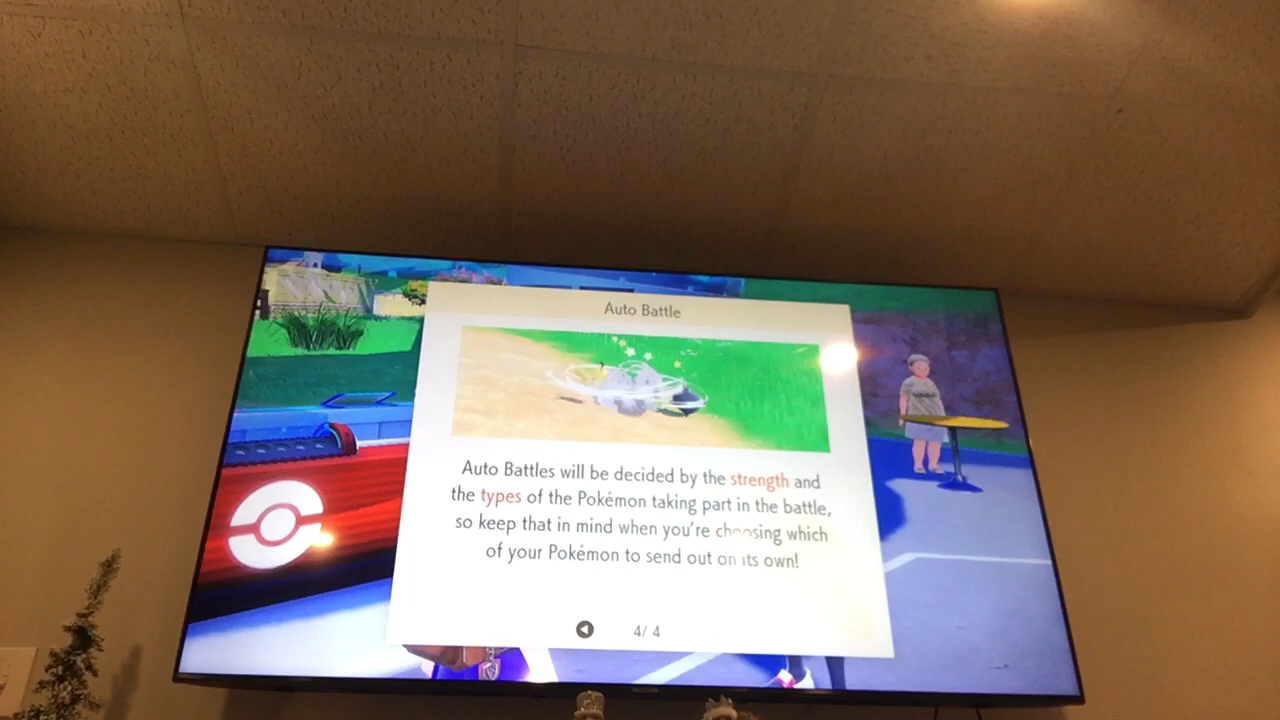 Auto Battle
Auto Battles will be decided by the strength and
the types of the Pokémon taking part in the battle,
so keep that in mind when you're choosing which
of your Pokémon to send out on its own!
4/ 4